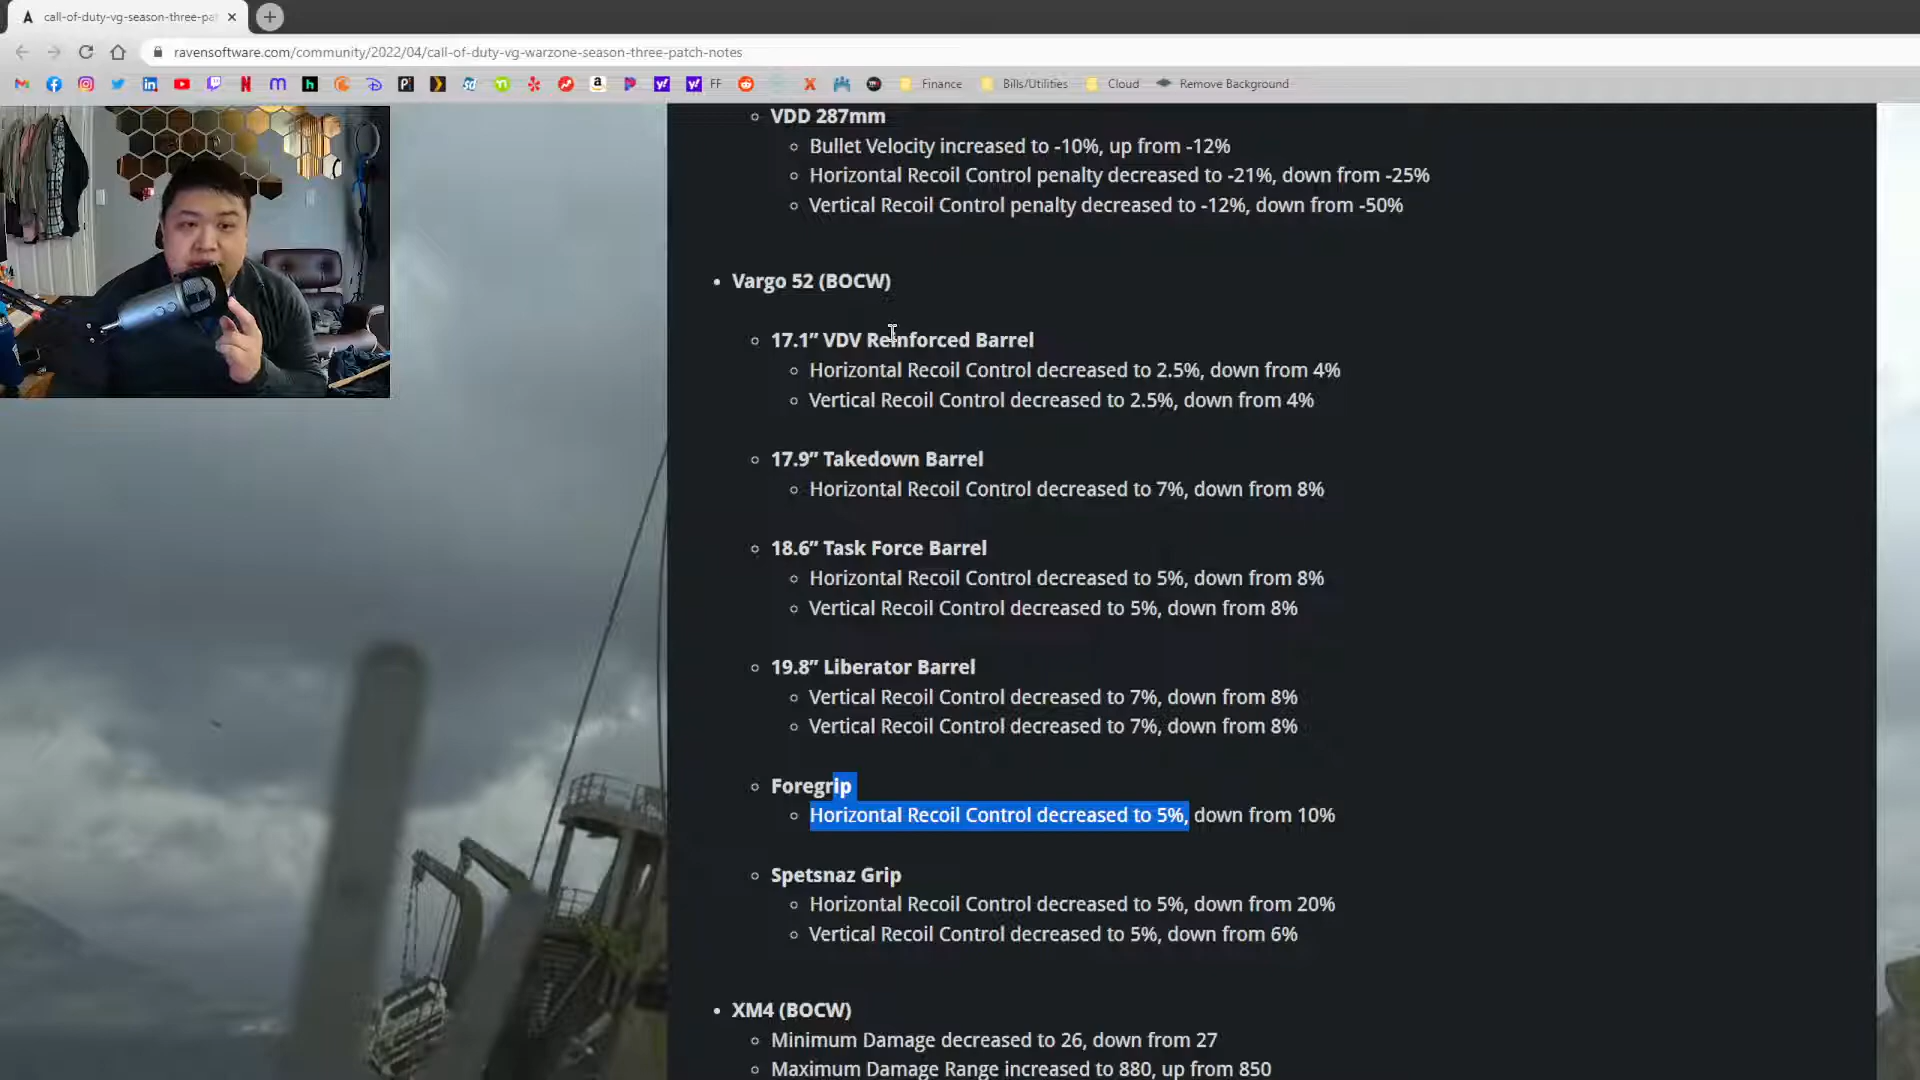 call-of-duty-vg-season-three-pa
ravensoftware.com/community/2022/04/call-of-duty-vg-warzone-season-three-patch-notes
FF
Finance
Bills/Utilities
Cloud
Remove Background
VDD 287mm
Bullet Velocity increased to -10%, up from -12%
Horizontal Recoil Control penalty decreased to -21%, down from -25%
Vertical Recoil Control penalty decreased to -12%, down from -50%
Vargo 52 (BOCW)
17.1” VDV Reinforced Barrel
Horizontal Recoil Control decreased to 2.5%, down from 4%
Vertical Recoil Control decreased to 2.5%, down from 4%
17.9” Takedown Barrel
Horizontal Recoil Control decreased to 7%, down from 8%
18.6” Task Force Barrel
Horizontal Recoil Control decreased to 5%, down from 8%
Vertical Recoil Control decreased to 5%, down from 8%
19.8” Liberator Barrel
Vertical Recoil Control decreased to 7%, down from 8%
Vertical Recoil Control decreased to 7%, down from 8%
Foregrip
Horizontal Recoil Control decreased to 5%, down from 10%
Spetsnaz Grip
Horizontal Recoil Control decreased to 5%, down from 20%
Vertical Recoil Control decreased to 5%, down from 6%
XM4 (BOCW)
Minimum Damage decreased to 26, down from 27
Maximum Damage Range increased to 880, up from 850